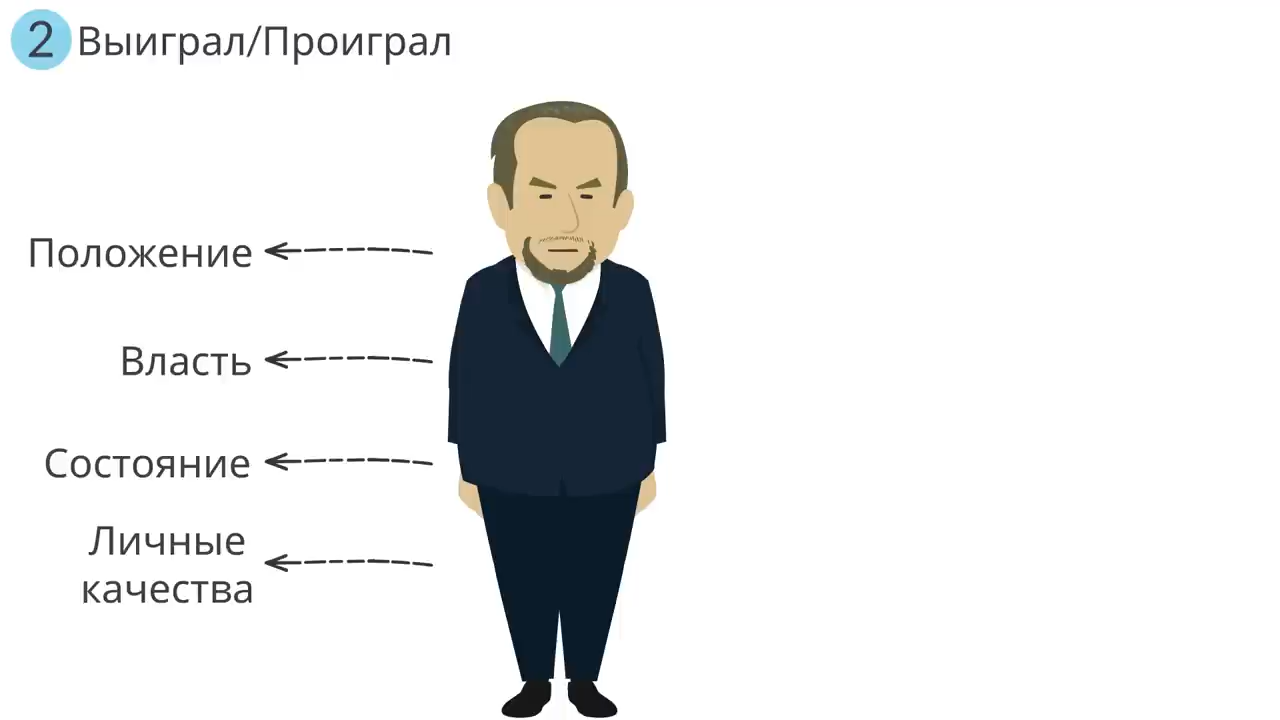 2 Выиграл/Проиграл
Положение
Власть
Состояние
Личные
качества